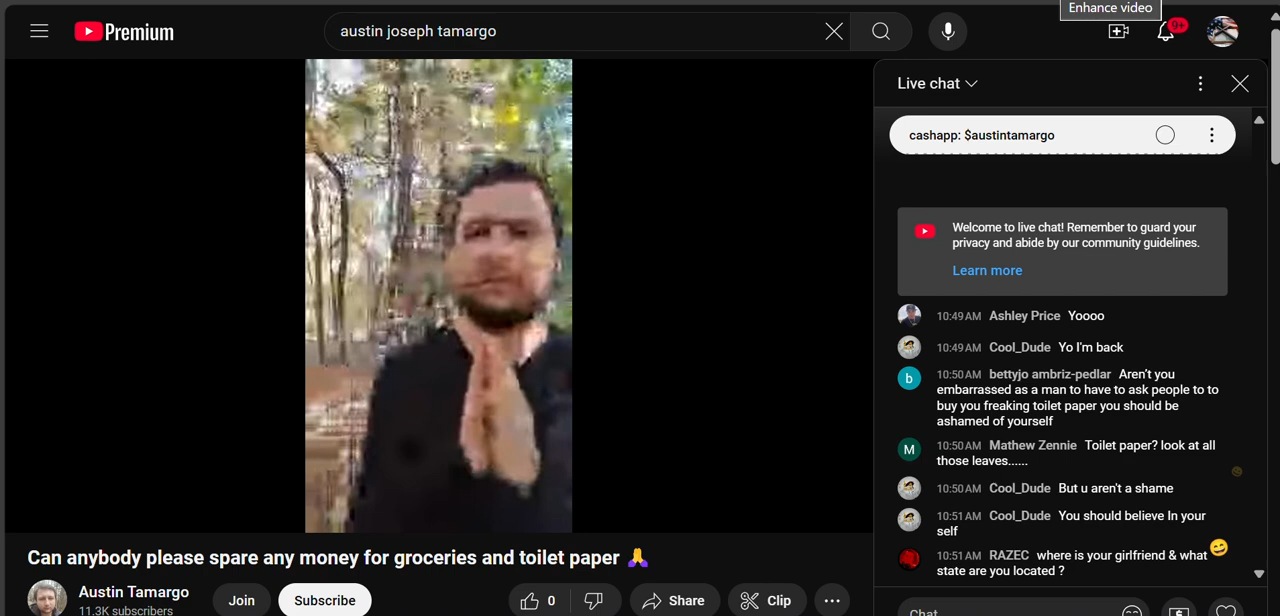 Enhance video
Premium
austin joseph tamargo
9+
Live chat
cashapp: $austintamargo
Welcome to live chat! Remember to guard your
privacy and abide by our community guidelines.
Learn more
10:49 AM Ashley Price Yoooo
10:49 AM Cool_Dude Yo I'm back
b
10:50 AM bettyjo ambriz-pedlar Aren’t you
embarrassed as a man to have to ask people to to
buy you freaking toilet paper you should be
ashamed of yourself
M
10:50 AM Mathew Zennie Toilet paper? look at all
those leaves......
10:50 AM Cool_Dude But u aren't a shame
10:51 AM Cool_Dude You should believe In your
self
10:51 AM RAZEC where is your girlfriend & what
state are you located ?
Chat
Can anybody please spare any money for groceries and toilet paper 🙏
Austin Tamargo
11.3K subscribers
Join
Subscribe
0
Share
Clip